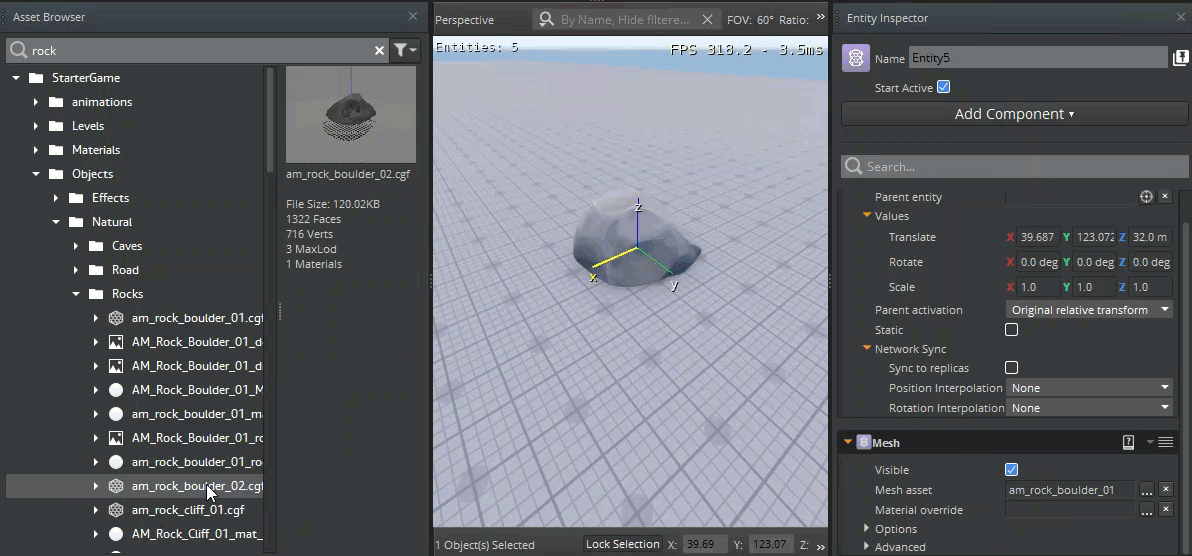 Asset Browser
rock
StarterGame
animations
Levels
Materials
Objects
Effects
Natural
Caves
Road
Rocks
am_rock_boulder_01.cgf
AM_Rock_Boulder_01_d
AM_Rock_Boulder_01_d
AM_Rock_Boulder_01_M
am_rock_boulder_01_ma
AM_Rock_Boulder_01_ro
am_rock_boulder_01_ro
am_rock_boulder_02.cgf
am_rock_cliff_01.cgf
AM_Rock_Cliff_01_mat_
am_rock_boulder_02.cgf
File Size: 120.02KB
1322 Faces
716 Verts
3 MaxLod
1 Materials
Perspective
By Name, Hide filtere...
FOV: 60° Ratio:
Entities: 5
FPS 318.2 - 3.5ms
z
x
y
1 Object(s) Selected Lock Selection X: 39.69 Y: 123.07 Z:
Entity Inspector
Name Entity5
Start Active
Add Component
Search...
Parent entity
Values
Translate X 39.687 Y 123.072 Z 32.0 m
Rotate X 0.0 deg Y 0.0 deg Z 0.0 deg
Scale X 1.0 Y 1.0 Z 1.0
Parent activation Original relative transform
Static
Network Sync
Sync to replicas
Position Interpolation None
Rotation Interpolation None
Mesh
Visible
Mesh asset am_rock_boulder_01 ...
Material override ...
Options
Advanced